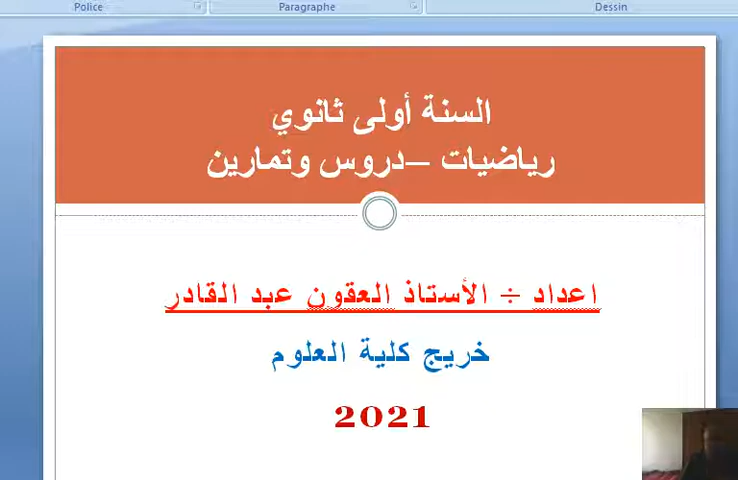 Police Paragraphe Dessin
السنة أولى ثانوي
رياضيات –دروس وتمارين
اعداد ÷ الأستاذ العقون عبد القادر
خريج كلية العلوم
2021